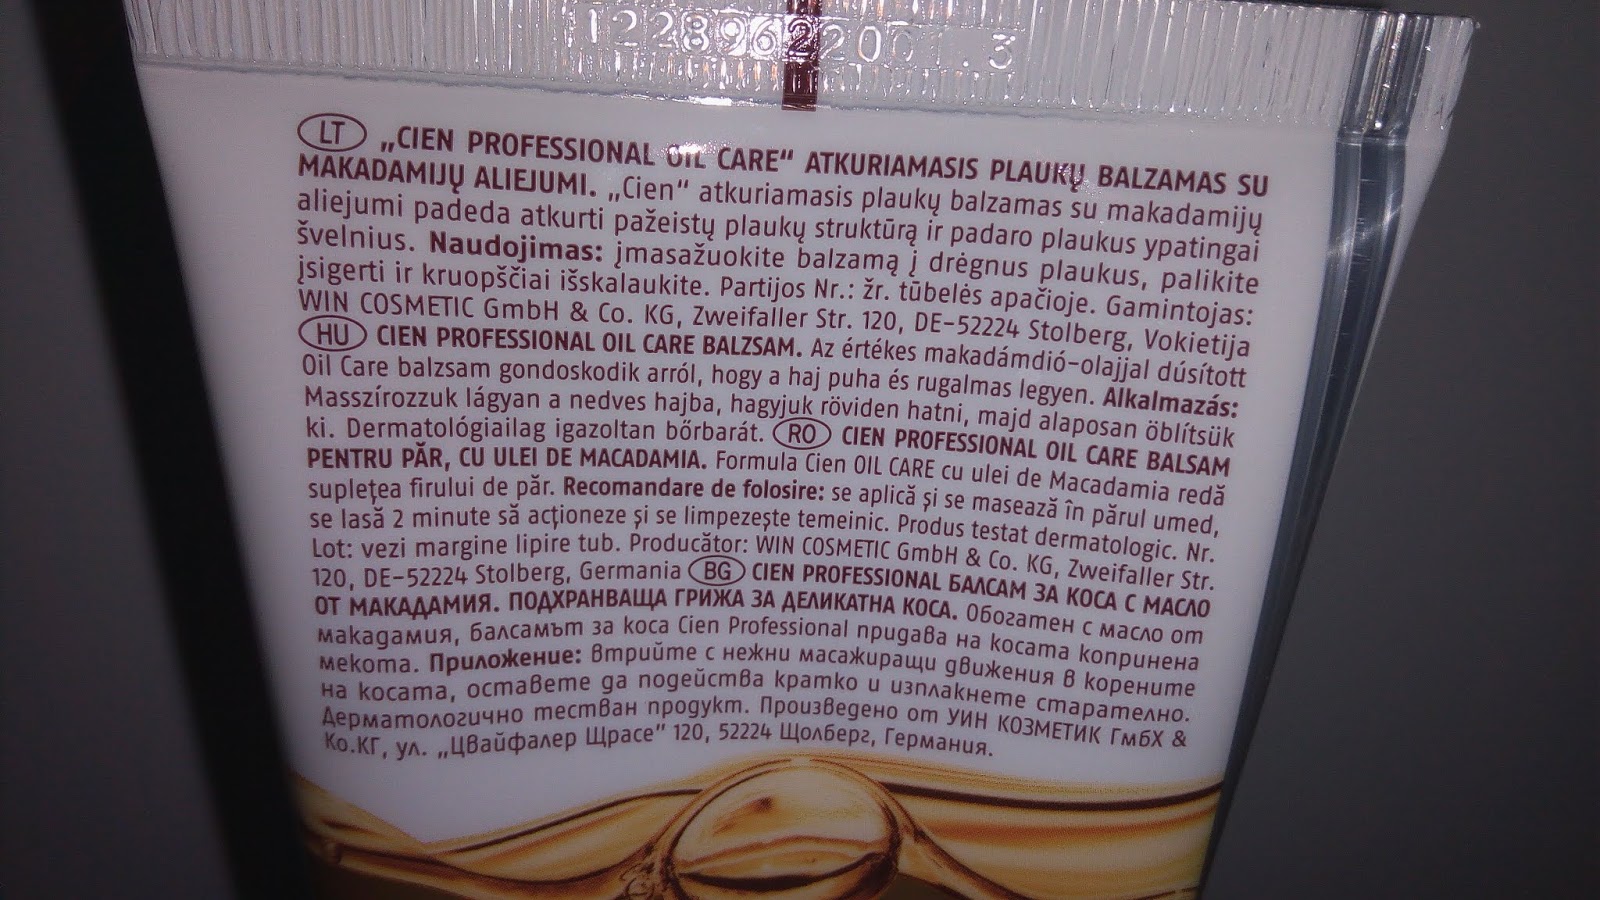 12289622001.3
LT „CIEN PROFESSIONAL OIL CARE“ ATKURIAMASIS PLAUKŲ BALZAMAS SU
MAKADAMIJŲ ALIEJUMI. „Cien“ atkuriamasis plaukų balzamas su makadamijų
aliejumi padeda atkurti pažeistų plaukų struktūrą ir padaro plaukus ypatingai
švelnius. Naudojimas: įmasažuokite balzamą į drėgnus plaukus, palikite
įsigerti ir kruopščiai išskalaukite. Partijos Nr.: žr. tūbelės apačioje. Gamintojas:
WIN COSMETIC GmbH & Co. KG, Zweifaller Str. 120, DE-52224 Stolberg, Vokietija
HU CIEN PROFESSIONAL OIL CARE BALZSAM. Az értékes makadámdió-olajjal dúsított
Oil Care balzsam gondoskodik arról, hogy a haj puha és rugalmas legyen. Alkalmazás:
Masszírozzuk lágyan a nedves hajba, hagyjuk röviden hatni, majd alaposan öblítsük
ki. Dermatológiailag igazoltan bőrbarát. RO CIEN PROFESSIONAL OIL CARE BALSAM
PENTRU PĂR, CU ULEI DE MACADAMIA. Formula Cien OIL CARE cu ulei de Macadamia redă
suplețea firului de păr. Recomandare de folosire: se aplică și se masează în părul umed,
se lasă 2 minute să acționeze și se limpezește temeinic. Produs testat dermatologic. Nr.
Lot: vezi margine lipire tub. Producător: WIN COSMETIC GmbH & Co. KG, Zweifaller Str.
120, DE-52224 Stolberg, Germania BG CIEN PROFESSIONAL БАЛСАМ ЗА КОСА С МАСЛО
ОТ МАКАДАМИЯ. ПОДХРАНВАЩА ГРИЖА ЗА ДЕЛИКАТНА КОСА. Обогатен с масло от
макадамия, балсамът за коса Cien Professional придава на косата копринена
мекота. Приложение: Втрийте с нежни масажиращи движения в корените
на косата, оставете да подейства кратко и изплакнете старателно.
Дерматологично тестван продукт. Произведено от УИН КОЗМЕТИК ГмбХ &
Ко.КГ, ул. „Цвайфалер Щрасе” 120, 52224 Щолберг, Германия.